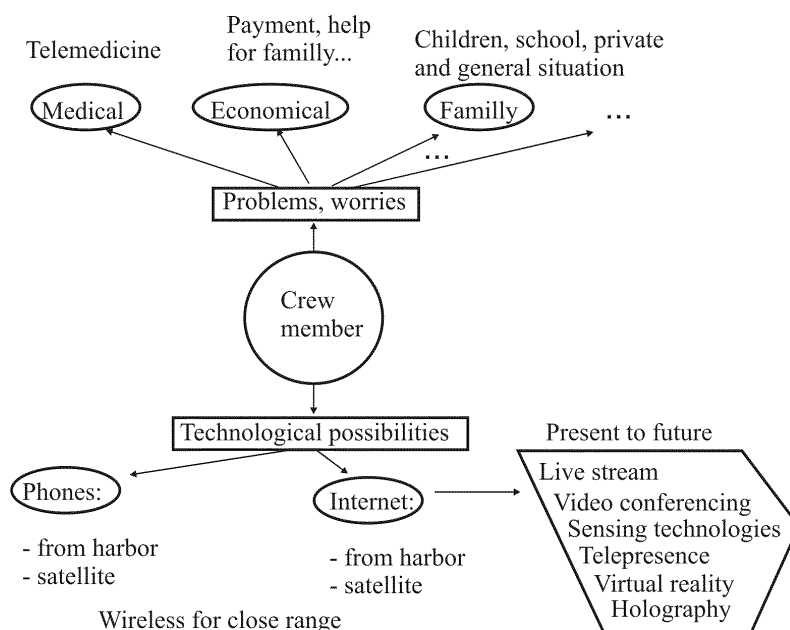 Telemedicine
Payment, help
for familly...
Children, school, private
and general situation
Medical
Economical
Familly
...
...
Problems, worries
Crew
member
Technological possibilities
Phones:
- from harbor
- satellite
Internet:
- from harbor
- satellite
Wireless for close range
Present to future
Live stream
Video conferencing
Sensing technologies
Telepresence
Virtual reality
Holography